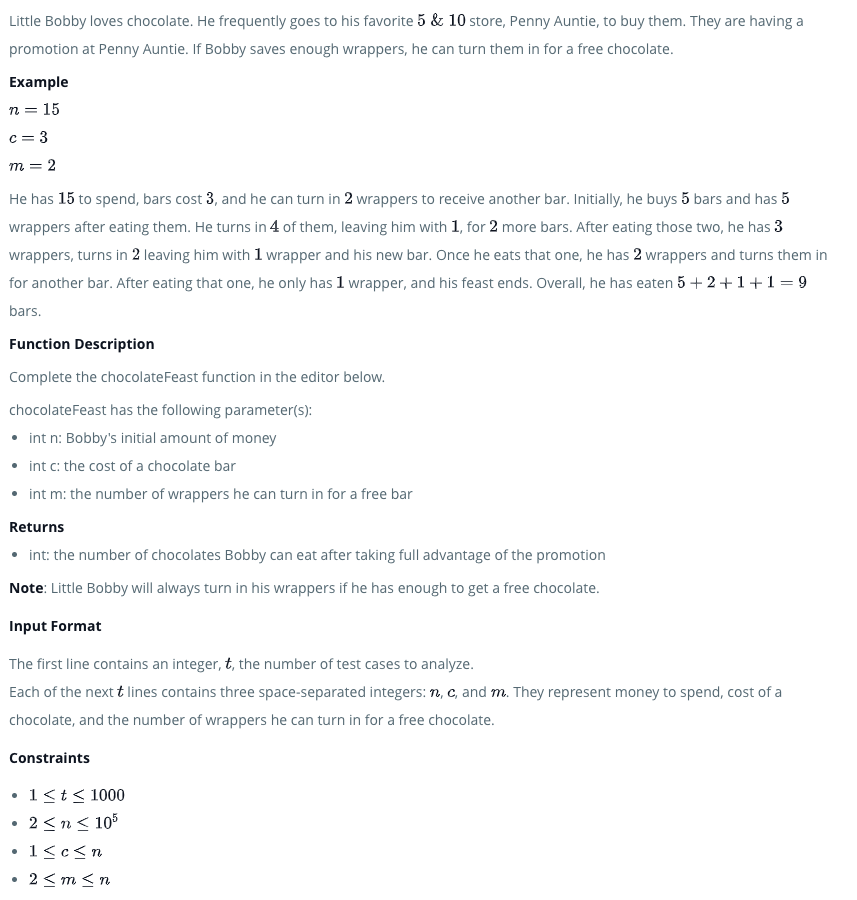 Little Bobby loves chocolate. He frequently goes to his favorite 5 & 10 store, Penny Auntie, to buy them. They are having a
promotion at Penny Auntie. If Bobby saves enough wrappers, he can turn them in for a free chocolate.
Example
n = 15
c = 3
m = 2
He has 15 to spend, bars cost 3, and he can turn in 2 wrappers to receive another bar. Initially, he buys 5 bars and has 5
wrappers after eating them. He turns in 4 of them, leaving him with 1, for 2 more bars. After eating those two, he has 3
wrappers, turns in 2 leaving him with 1 wrapper and his new bar. Once he eats that one, he has 2 wrappers and turns them in
for another bar. After eating that one, he only has 1 wrapper, and his feast ends. Overall, he has eaten 5 + 2 + 1 + 1 = 9
bars.
Function Description
Complete the chocolateFeast function in the editor below.
chocolateFeast has the following parameter(s):
• int n: Bobby's initial amount of money
• int c: the cost of a chocolate bar
• int m: the number of wrappers he can turn in for a free bar
Returns
• int: the number of chocolates Bobby can eat after taking full advantage of the promotion
Note: Little Bobby will always turn in his wrappers if he has enough to get a free chocolate.
Input Format
The first line contains an integer, t, the number of test cases to analyze.
Each of the next t lines contains three space-separated integers: n, c, and m. They represent money to spend, cost of a
chocolate, and the number of wrappers he can turn in for a free chocolate.
Constraints
• 1 ≤ t ≤ 1000
• 2 ≤ n ≤ 10⁵
• 1 ≤ c ≤ n
• 2 ≤ m ≤ n